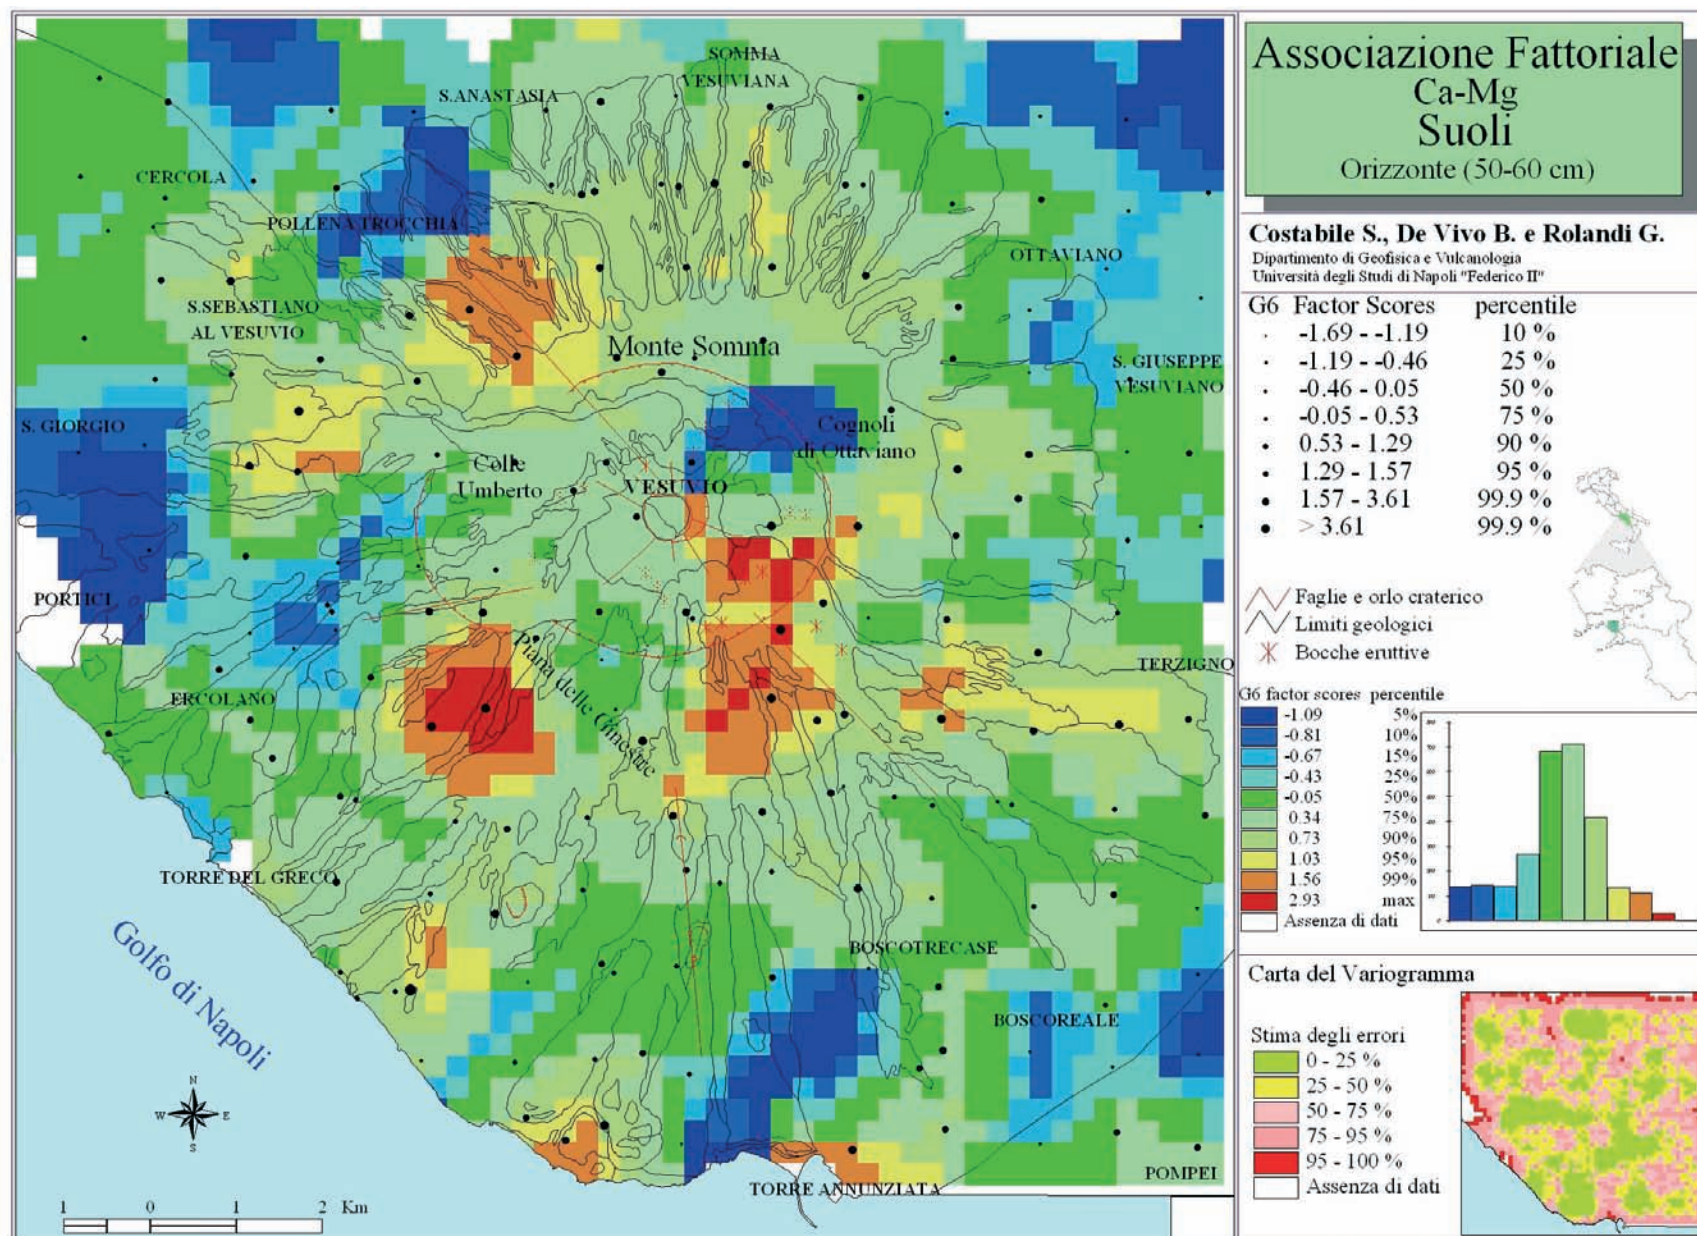 SOMMA
VESUVIANA
S.ANASTASIA
CERCOLA
POLLENA TROCCHIA
OTTAVIANO
S.SEBASTIANO
AL VESUVIO
Monte Somma
S. GIUSEPPE
VESUVIANO
S. GIORGIO
Cognoli
di Ottaviano
Colle
Umberto
VESUVIO
PORTICI
Piana delle Ginestre
TERZIGNO
ERCOLANO
TORRE DEL GRECO
BOSCOTRECASE
Golfo di Napoli
BOSCOREALE
N
W E
S
POMPEI
TORRE ANNUNZIATA
1 0 1 2 Km
Associazione Fattoriale
Ca-Mg
Suoli
Orizzonte (50-60 cm)
Costabile S., De Vivo B. e Rolandi G.
Dipartimento di Geofisica e Vulcanologia
Università degli Studi di Napoli "Federico II"
G6 Factor Scores percentile
-1.69 - -1.19 10 %
-1.19 - -0.46 25 %
-0.46 - 0.05 50 %
-0.05 - 0.53 75 %
0.53 - 1.29 90 %
1.29 - 1.57 95 %
1.57 - 3.61 99.9 %
> 3.61 99.9 %
Faglie e orlo craterico
Limiti geologici
Bocche eruttive
G6 factor scores percentile
-1.09 5%
-0.81 10%
-0.67 15%
-0.43 25%
-0.05 50%
0.34 75%
0.73 90%
1.03 95%
1.56 99%
2.93 max
Assenza di dati
Carta del Variogramma
Stima degli errori
0 - 25 %
25 - 50 %
50 - 75 %
75 - 95 %
95 - 100 %
Assenza di dati